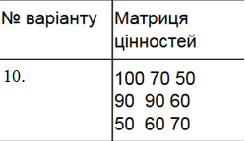 № варіанту Матриця
цінностей
10. 100 70 50
90 90 60
50 60 70